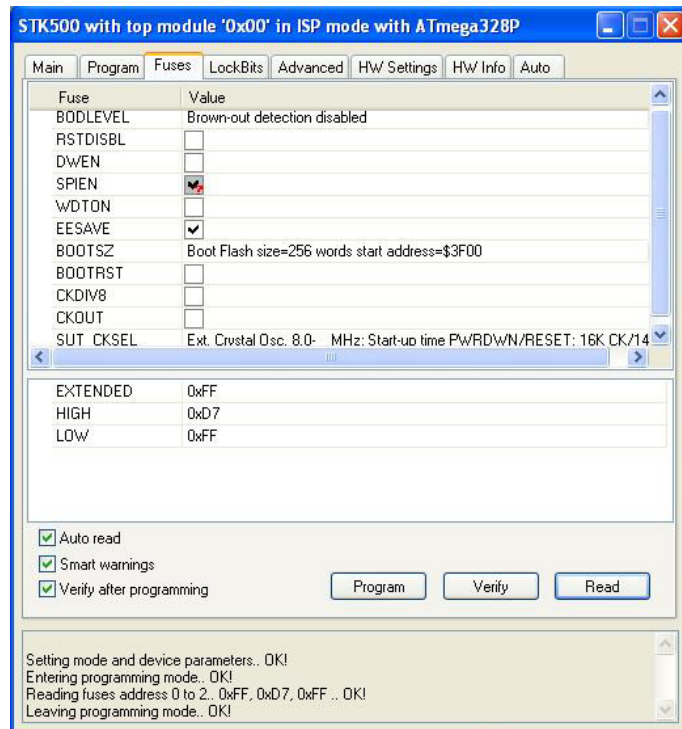 STK500 with top module '0x00' in ISP mode with ATmega328P
Main Program Fuses LockBits Advanced HW Settings HW Info Auto
Fuse Value
BODLEVEL Brown-out detection disabled
RSTDISBL
DWEN
SPIEN
WDTON
EESAVE
BOOTSZ Boot Flash size=256 words start address=$3F00
BOOTRST
CKDIV8
CKOUT
SUT_CKSEL Ext. Crystal Osc. 8.0- MHz; Start-up time PWRDWN/RESET: 16K CK/14
EXTENDED 0xFF
HIGH 0xD7
LOW 0xFF
Auto read
Smart warnings
Verify after programming
Program Verify Read
Setting mode and device parameters.. OK!
Entering programming mode.. OK!
Reading fuses address 0 to 2.. 0xFF, 0xD7, 0xFF .. OK!
Leaving programming mode.. OK!